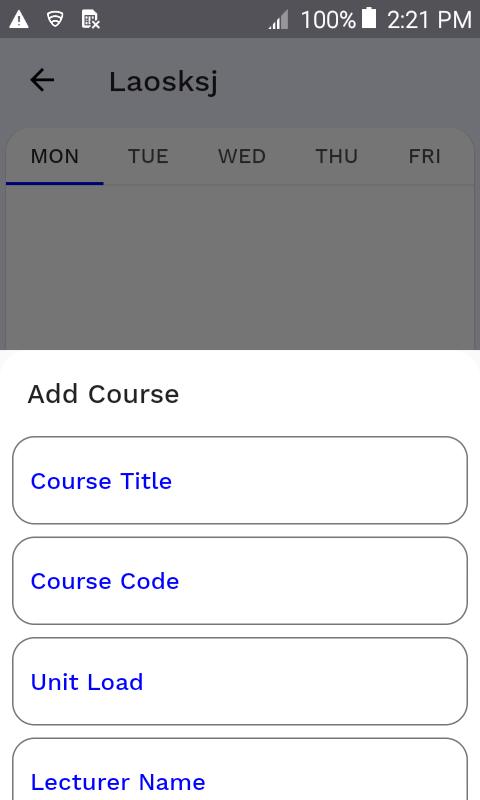 100% 2:21 PM
Laosksj
MON TUE WED THU FRI
Add Course
Course Title
Course Code
Unit Load
Lecturer Name